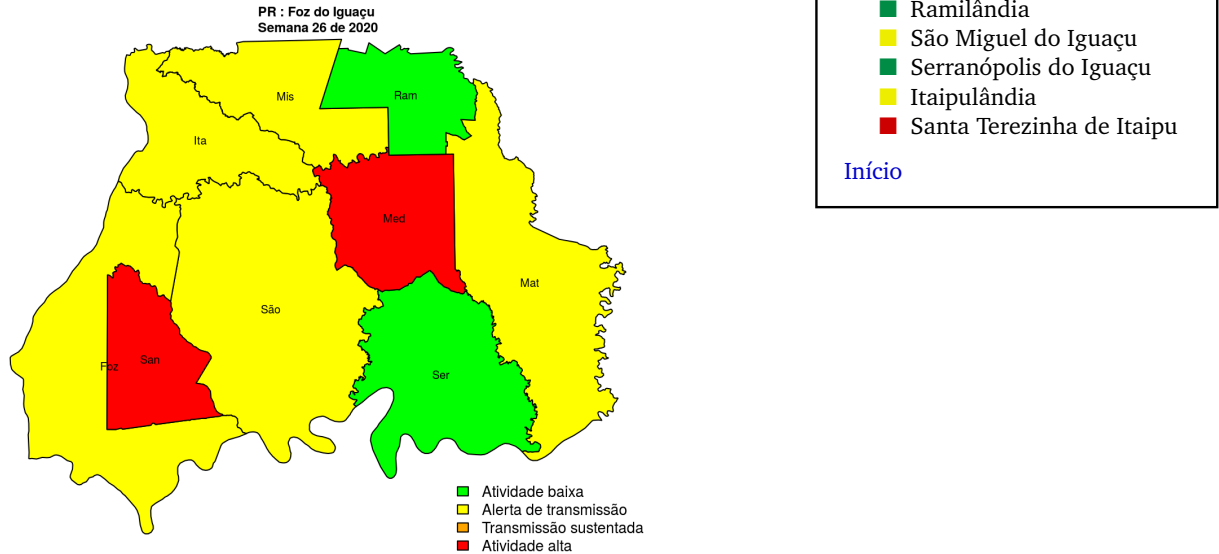 PR : Foz do Iguaçu
Semana 26 de 2020
Mis
Ram
Ita
Med
Mat
São
San
Foz
Ser
Atividade baixa
Alerta de transmissão
Transmissão sustentada
Atividade alta
Ramilândia
São Miguel do Iguaçu
Serranópolis do Iguaçu
Itaipulândia
Santa Terezinha de Itaipu
Início